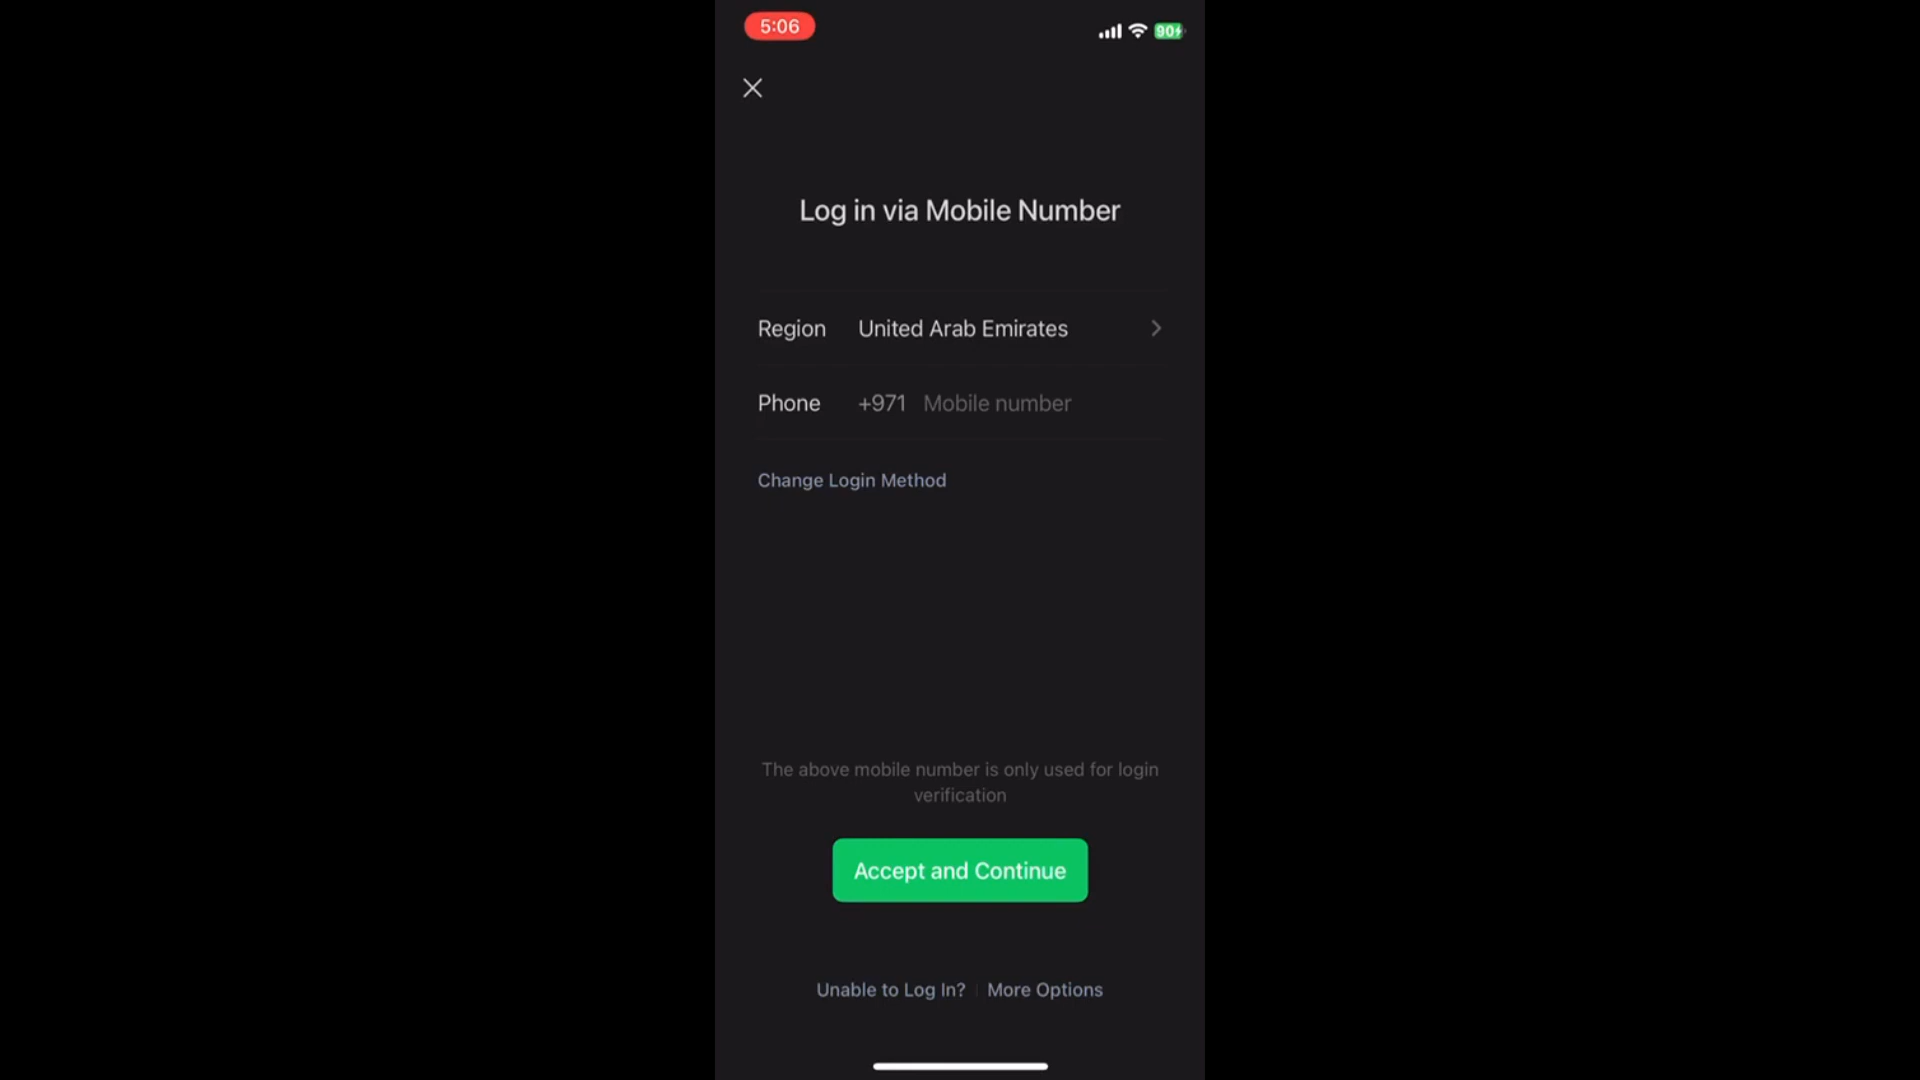 5:06
90
Log in via Mobile Number
Region United Arab Emirates
Phone +971 Mobile number
Change Login Method
The above mobile number is only used for login
verification
Accept and Continue
Unable to Log In? More Options